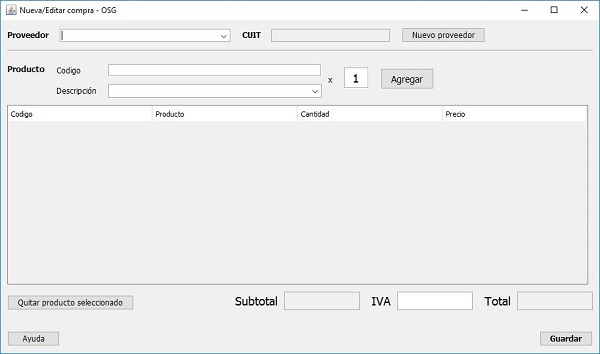 Nueva/Editar compra - OSG
Proveedor CUIT Nuevo proveedor
Producto Codigo
x 1 Agregar
Descripción
Codigo Producto Cantidad Precio
Quitar producto seleccionado Subtotal IVA Total
Ayuda Guardar